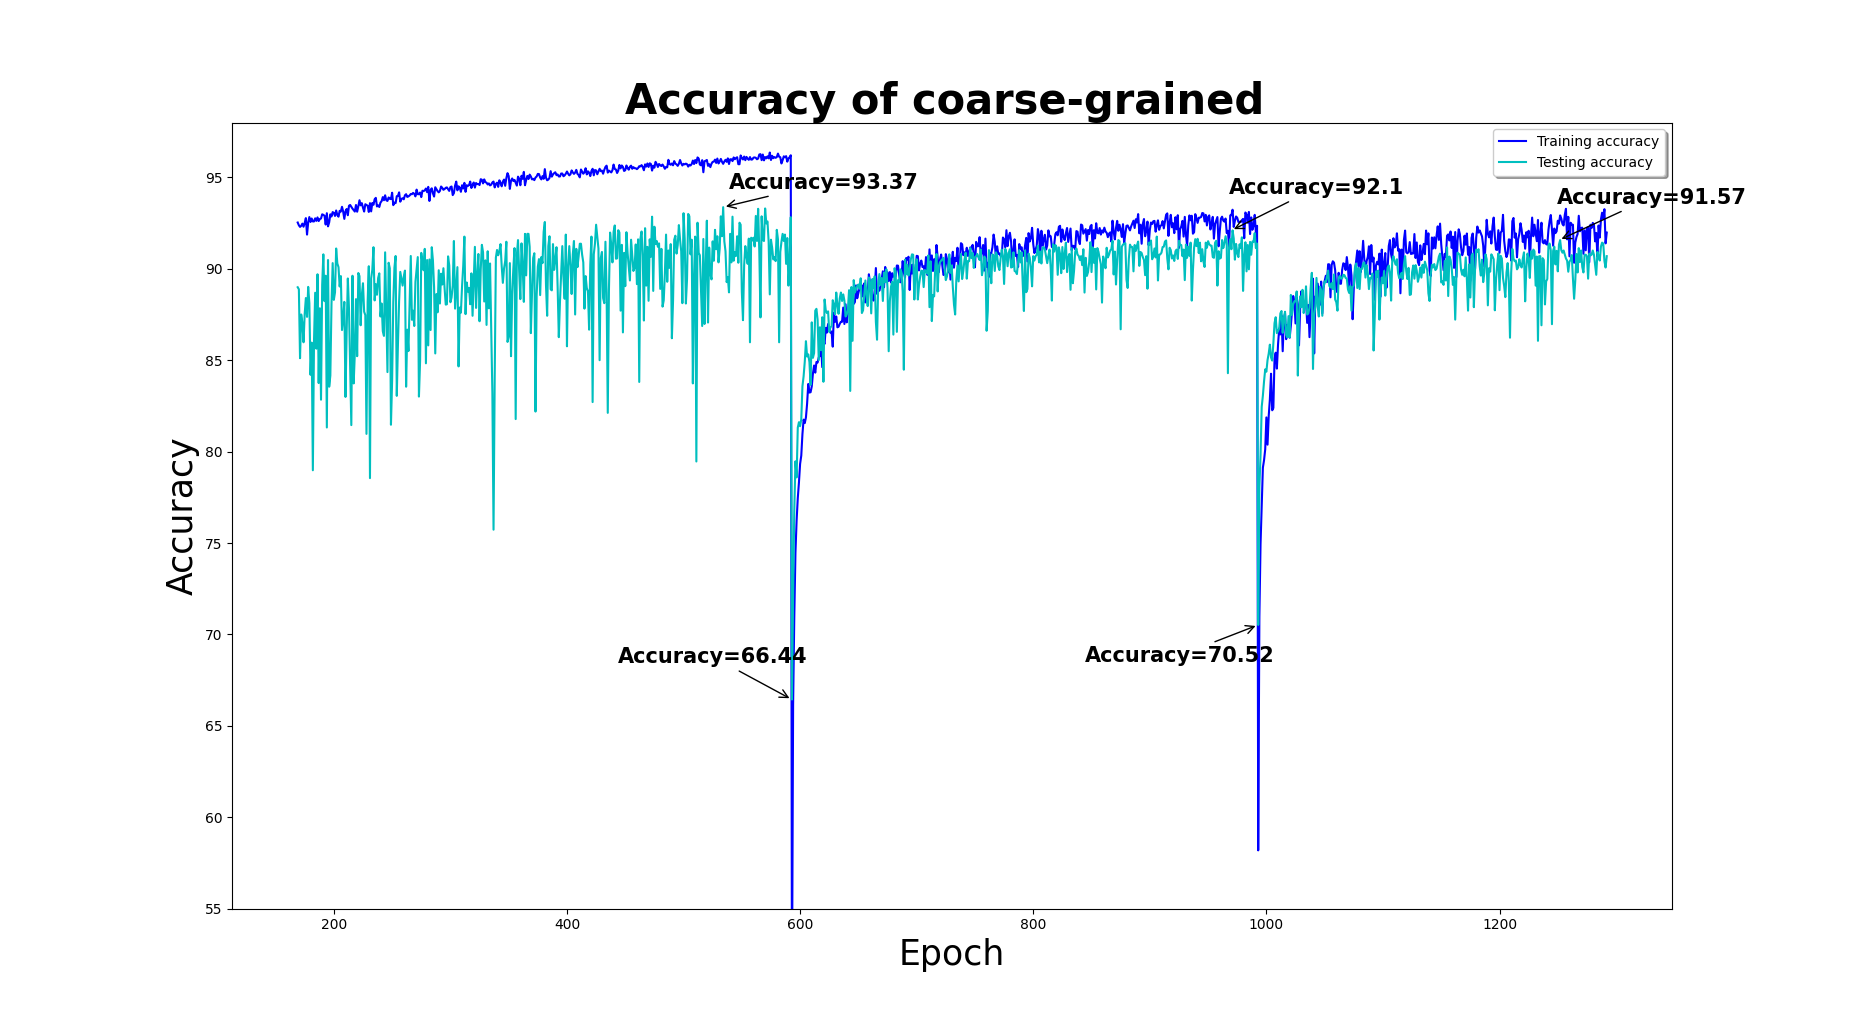 Accuracy of coarse-grained
Training accuracy
Testing accuracy
Accuracy=93.37
Accuracy=92.1
Accuracy=91.57
Accuracy=66.44
Accuracy=70.52
Accuracy
95
90
85
80
75
70
65
60
55
200 400 600 800 1000 1200
Epoch